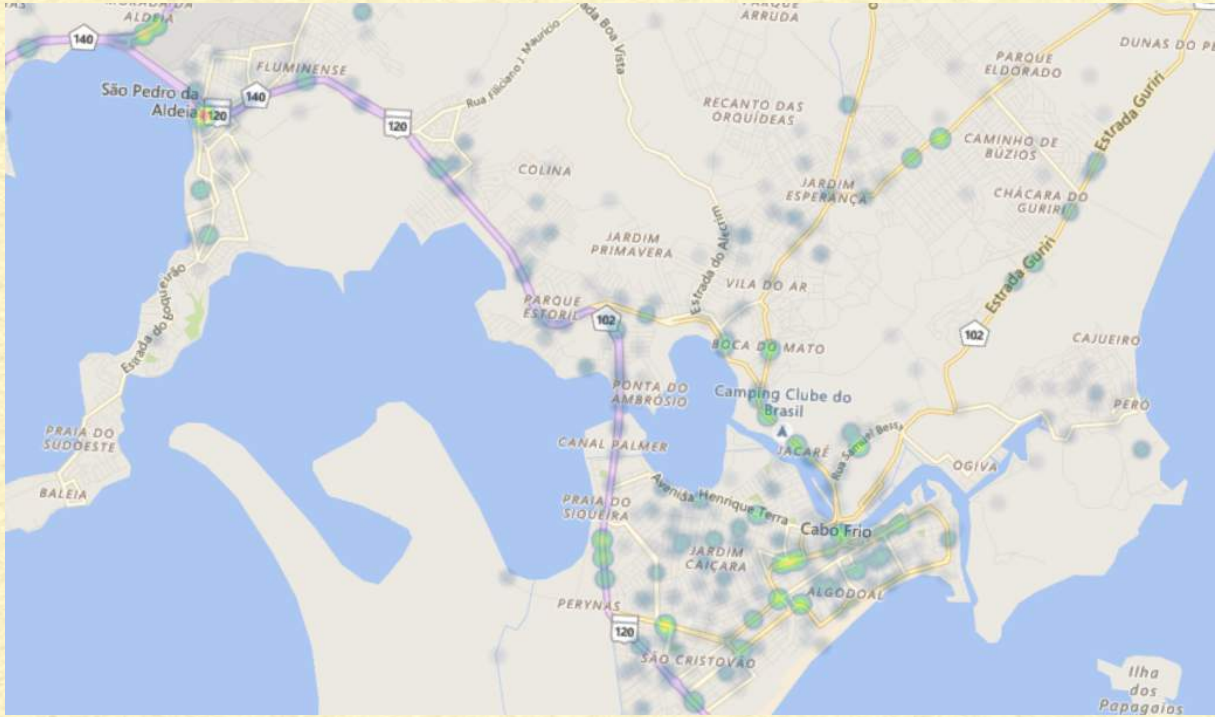 MORADA DA
ALDEIA
PARQUE
ARRUDA
140
FLUMINENSE
Rua Filiciano J. Mauricio
rada Boa Vista
PARQUE
ELDORADO
DUNAS DO PE
São Pedro da
Aldeia
120
140
120
RECANTO DAS
ORQUÍDEAS
CAMINHO DE
BÚZIOS
Estrada Guriri
COLINA
JARDIM
ESPERANÇA
CHÁCARA DO
GURIRI
JARDIM
PRIMAVERA
Estrada do Alecrim
VILA DO AR
Estrada Guriri
Estrada do Boqueirão
PARQUE
ESTORIL
102
BOCA DO MATO
102
CAJUEIRO
PONTA DO
AMBRÓSIO
Camping Clube do
Brasil
PERÓ
PRAIA DO
SUDOESTE
CANAL PALMER
JACARÉ
Rua Samuel Bessa
OGIVA
BALEIA
PRAIA DO
SIQUEIRA
Avenida Henrique Terra
Cabo Frio
JARDIM
CAIÇARA
ALGODOAL
PERYNAS
120
SÃO CRISTOVÃO
Ilha
dos
Papagaios